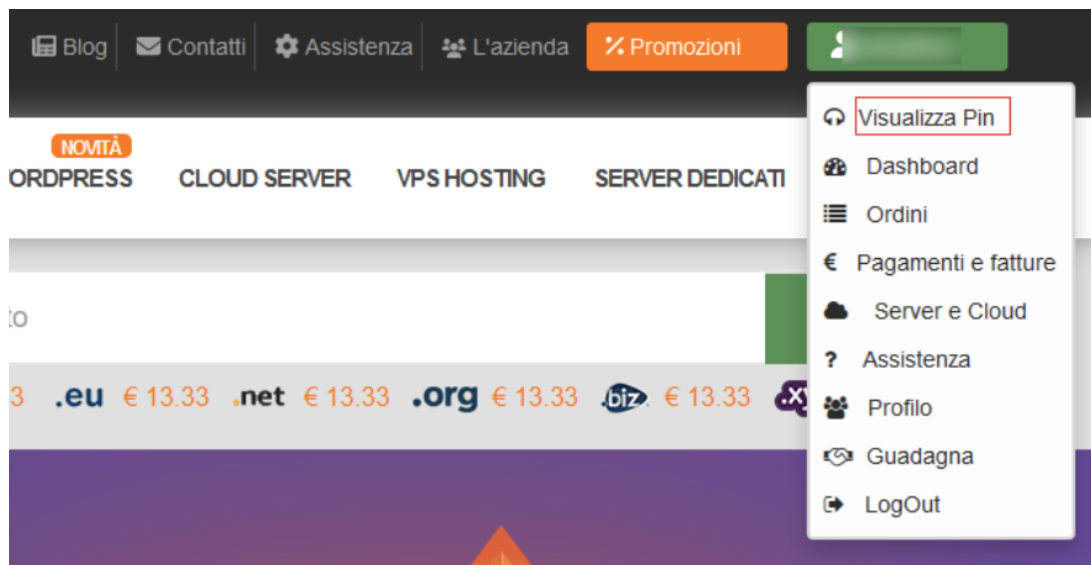 Blog Contatti Assistenza L'azienda Promozioni
Visualizza Pin
NOVITÀ
ORDPRESS CLOUD SERVER VPS HOSTING SERVER DEDICATI
Dashboard
Ordini
Pagamenti e fatture
Server e Cloud
Assistenza
Profilo
Guadagna
LogOut
to
3 .eu € 13.33 .net € 13.33 .org € 13.33 .biz € 13.33 .xy